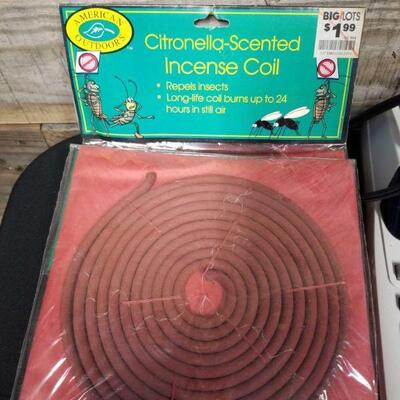 AMERICAN
OUTDOORS
Citronella-Scented
Incense Coil
• Repels insects
• Long-life coil burns up to 24
hours in still air
BIG LOTS
$1.99